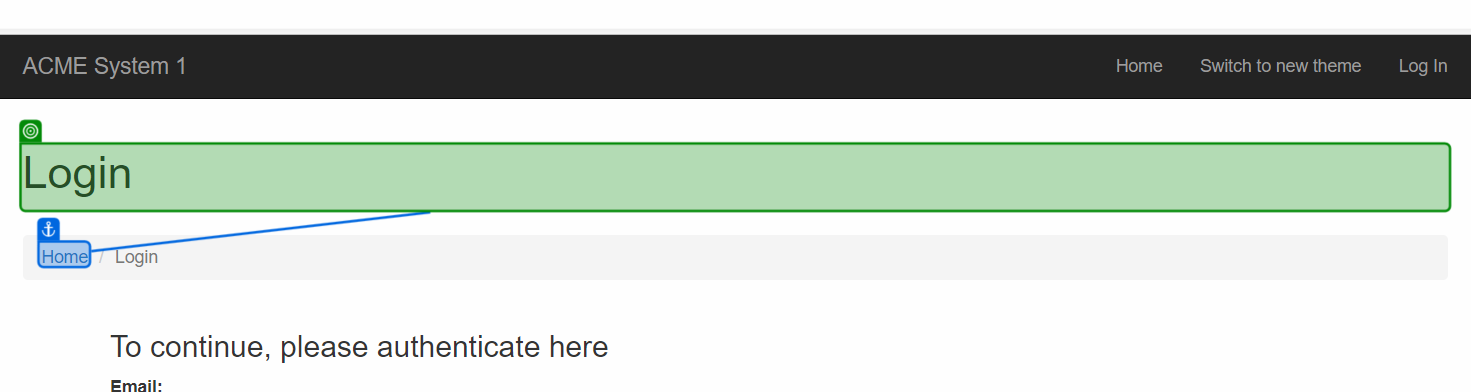 ACME System 1 Home Switch to new theme Log In
Login
Home / Login
To continue, please authenticate here
Email: